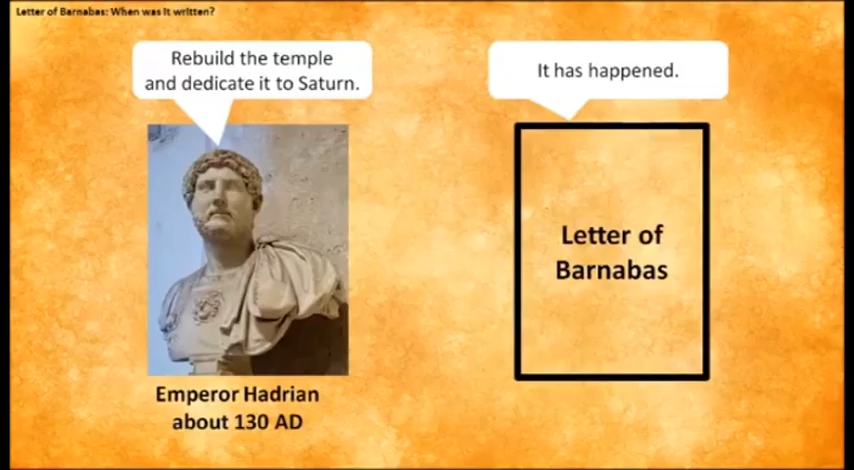 Letter of Barnabas: When was it written?
Rebuild the temple
and dedicate it to Saturn.
It has happened.
Letter of
Barnabas
Emperor Hadrian
about 130 AD